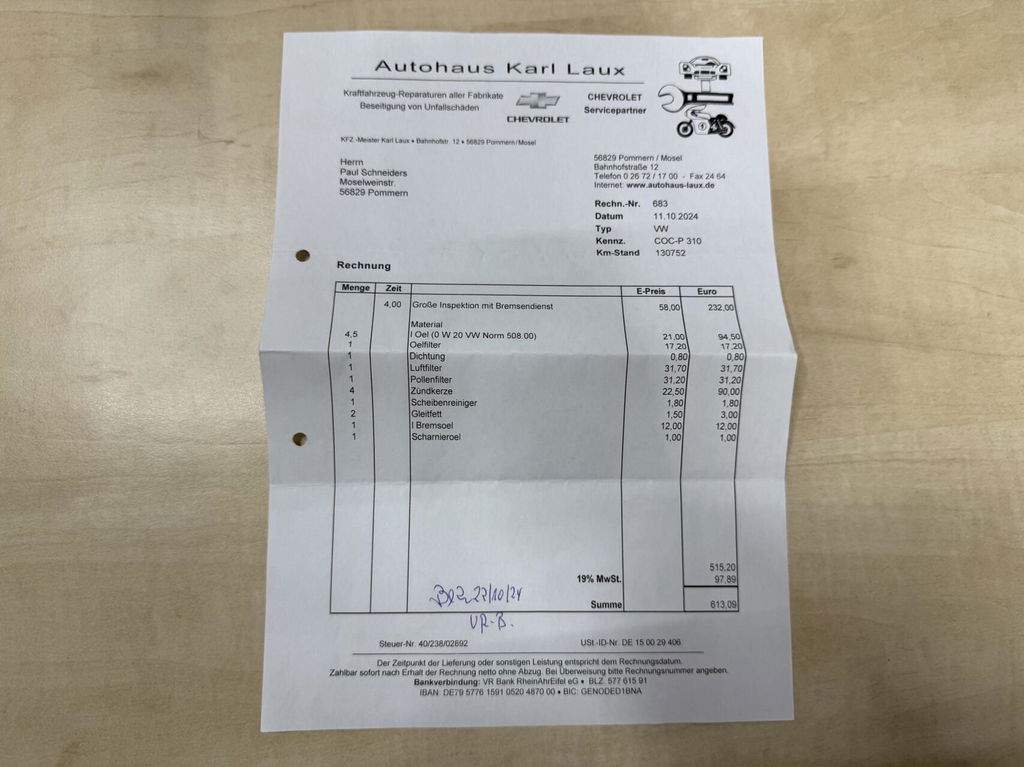 Autohaus Karl Laux
Kraftfahrzeug-Reparaturen aller Fabrikate
Beseitigung von Unfallschäden
CHEVROLET
CHEVROLET
Servicepartner
KFZ.-Meister Karl Laux • Bahnhofstr. 12 • 56829 Pommern/Mosel
Herrn
Paul Schneiders
Moselweinstr.
56829 Pommern
56829 Pommern / Mosel
Bahnhofstraße 12
Telefon 0 26 72 / 17 00 - Fax 24 64
Internet: www.autohaus-laux.de
Rechn.-Nr. 683
Datum 11.10.2024
Typ VW
Kennz. COC-P 310
Km-Stand 130752
Rechnung
Menge Zeit E-Preis Euro
4,00 Große Inspektion mit Bremsendienst 58,00 232,00
Material
4,5 l Oel (0 W 20 VW Norm 508.00) 21,00 94,50
1 Oelfilter 17,20 17,20
1 Dichtung 0,80 0,80
1 Luftfilter 31,70 31,70
1 Pollenfilter 31,20 31,20
4 Zündkerze 22,50 90,00
1 Scheibenreiniger 1,80 1,80
2 Gleitfett 1,50 3,00
1 l Bremsoel 12,00 12,00
1 Scharnieroel 1,00 1,00
515,20
19% MwSt. 97,89
22/10/24
Summe 613,09
VR-B.
Steuer-Nr. 40/238/02892 USt.-ID-Nr. DE 15 00 29 406
Der Zeitpunkt der Lieferung oder sonstigen Leistung entspricht dem Rechnungsdatum.
Zahlbar sofort nach Erhalt der Rechnung netto ohne Abzug. Bei Überweisung bitte Rechnungsnummer angeben.
Bankverbindung: VR Bank RheinAhrEifel eG • BLZ. 577 615 91
IBAN: DE79 5776 1591 0520 4870 00 • BIC: GENODED1BNA